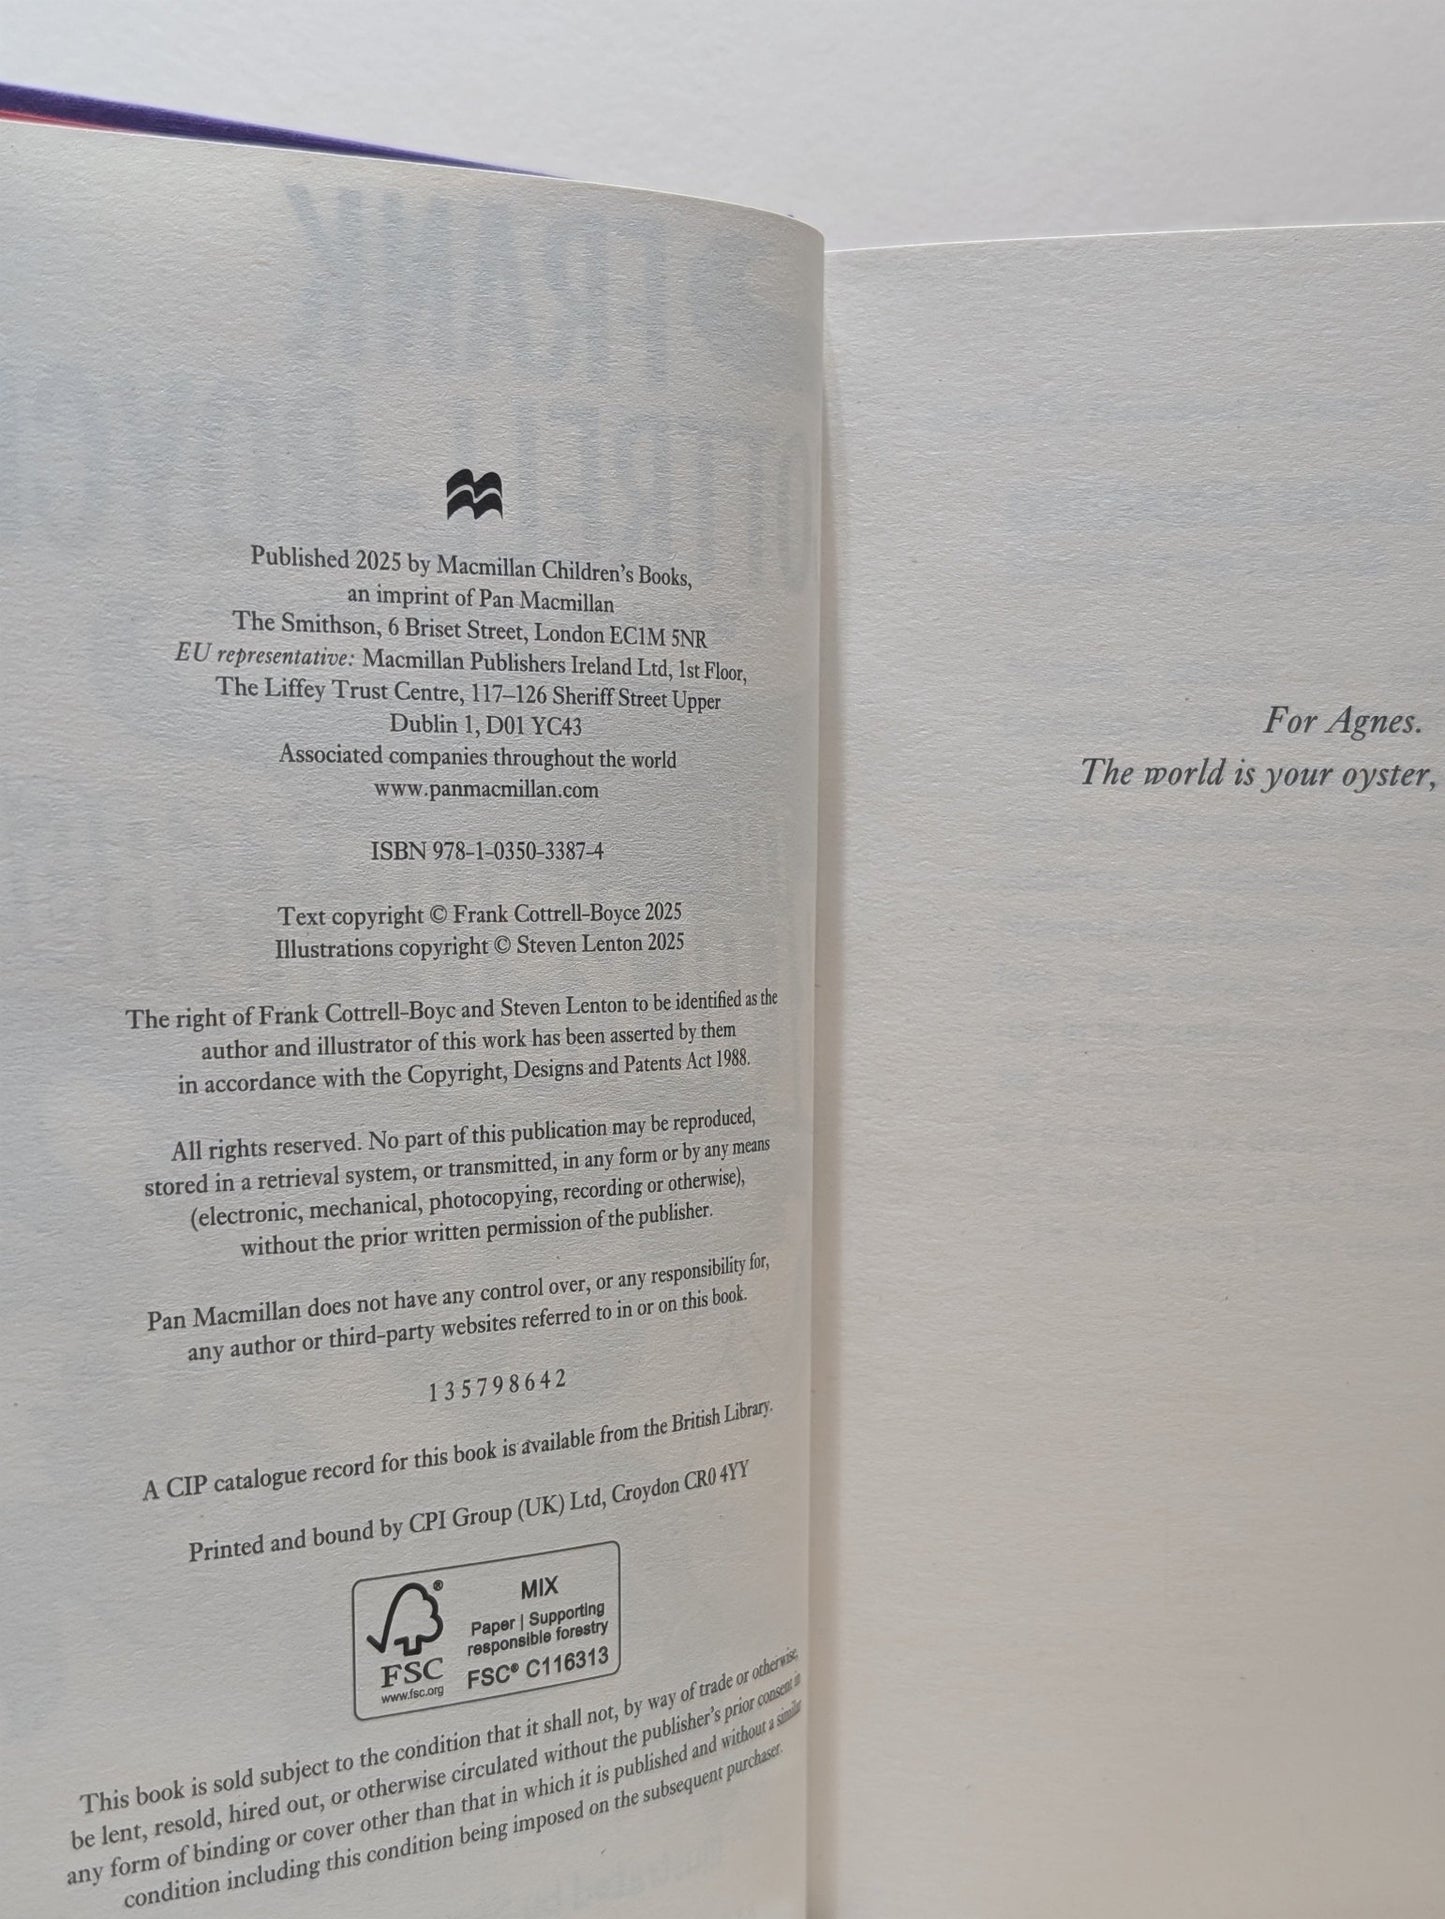 Published 2025 by Macmillan Children's Books,
an imprint of Pan Macmillan
The Smithson, 6 Briset Street, London EC1M 5NR
EU representative: Macmillan Publishers Ireland Ltd, 1st Floor,
The Liffey Trust Centre, 117–126 Sheriff Street Upper
Dublin 1, D01 YC43
Associated companies throughout the world
www.panmacmillan.com
ISBN 978-1-0350-3387-4
Text copyright © Frank Cottrell-Boyce 2025
Illustrations copyright © Steven Lenton 2025
The right of Frank Cottrell-Boyc and Steven Lenton to be identified as the
author and illustrator of this work has been asserted by them
in accordance with the Copyright, Designs and Patents Act 1988.
All rights reserved. No part of this publication may be reproduced,
stored in a retrieval system, or transmitted, in any form or by any means
(electronic, mechanical, photocopying, recording or otherwise),
without the prior written permission of the publisher.
Pan Macmillan does not have any control over, or any responsibility for,
any author or third-party websites referred to in or on this book.
1 3 5 7 9 8 6 4 2
A CIP catalogue record for this book is available from the British Library.
Printed and bound by CPI Group (UK) Ltd, Croydon CR0 4YY
FSC
www.fsc.org
MIX
Paper | Supporting
responsible forestry
FSC® C116313
This book is sold subject to the condition that it shall not, by way of trade or otherwise,
be lent, resold, hired out, or otherwise circulated without the publisher's prior consent in
any form of binding or cover other than that in which it is published and without a similar
condition including this condition being imposed on the subsequent purchaser.
For Agnes.
The world is your oyster,